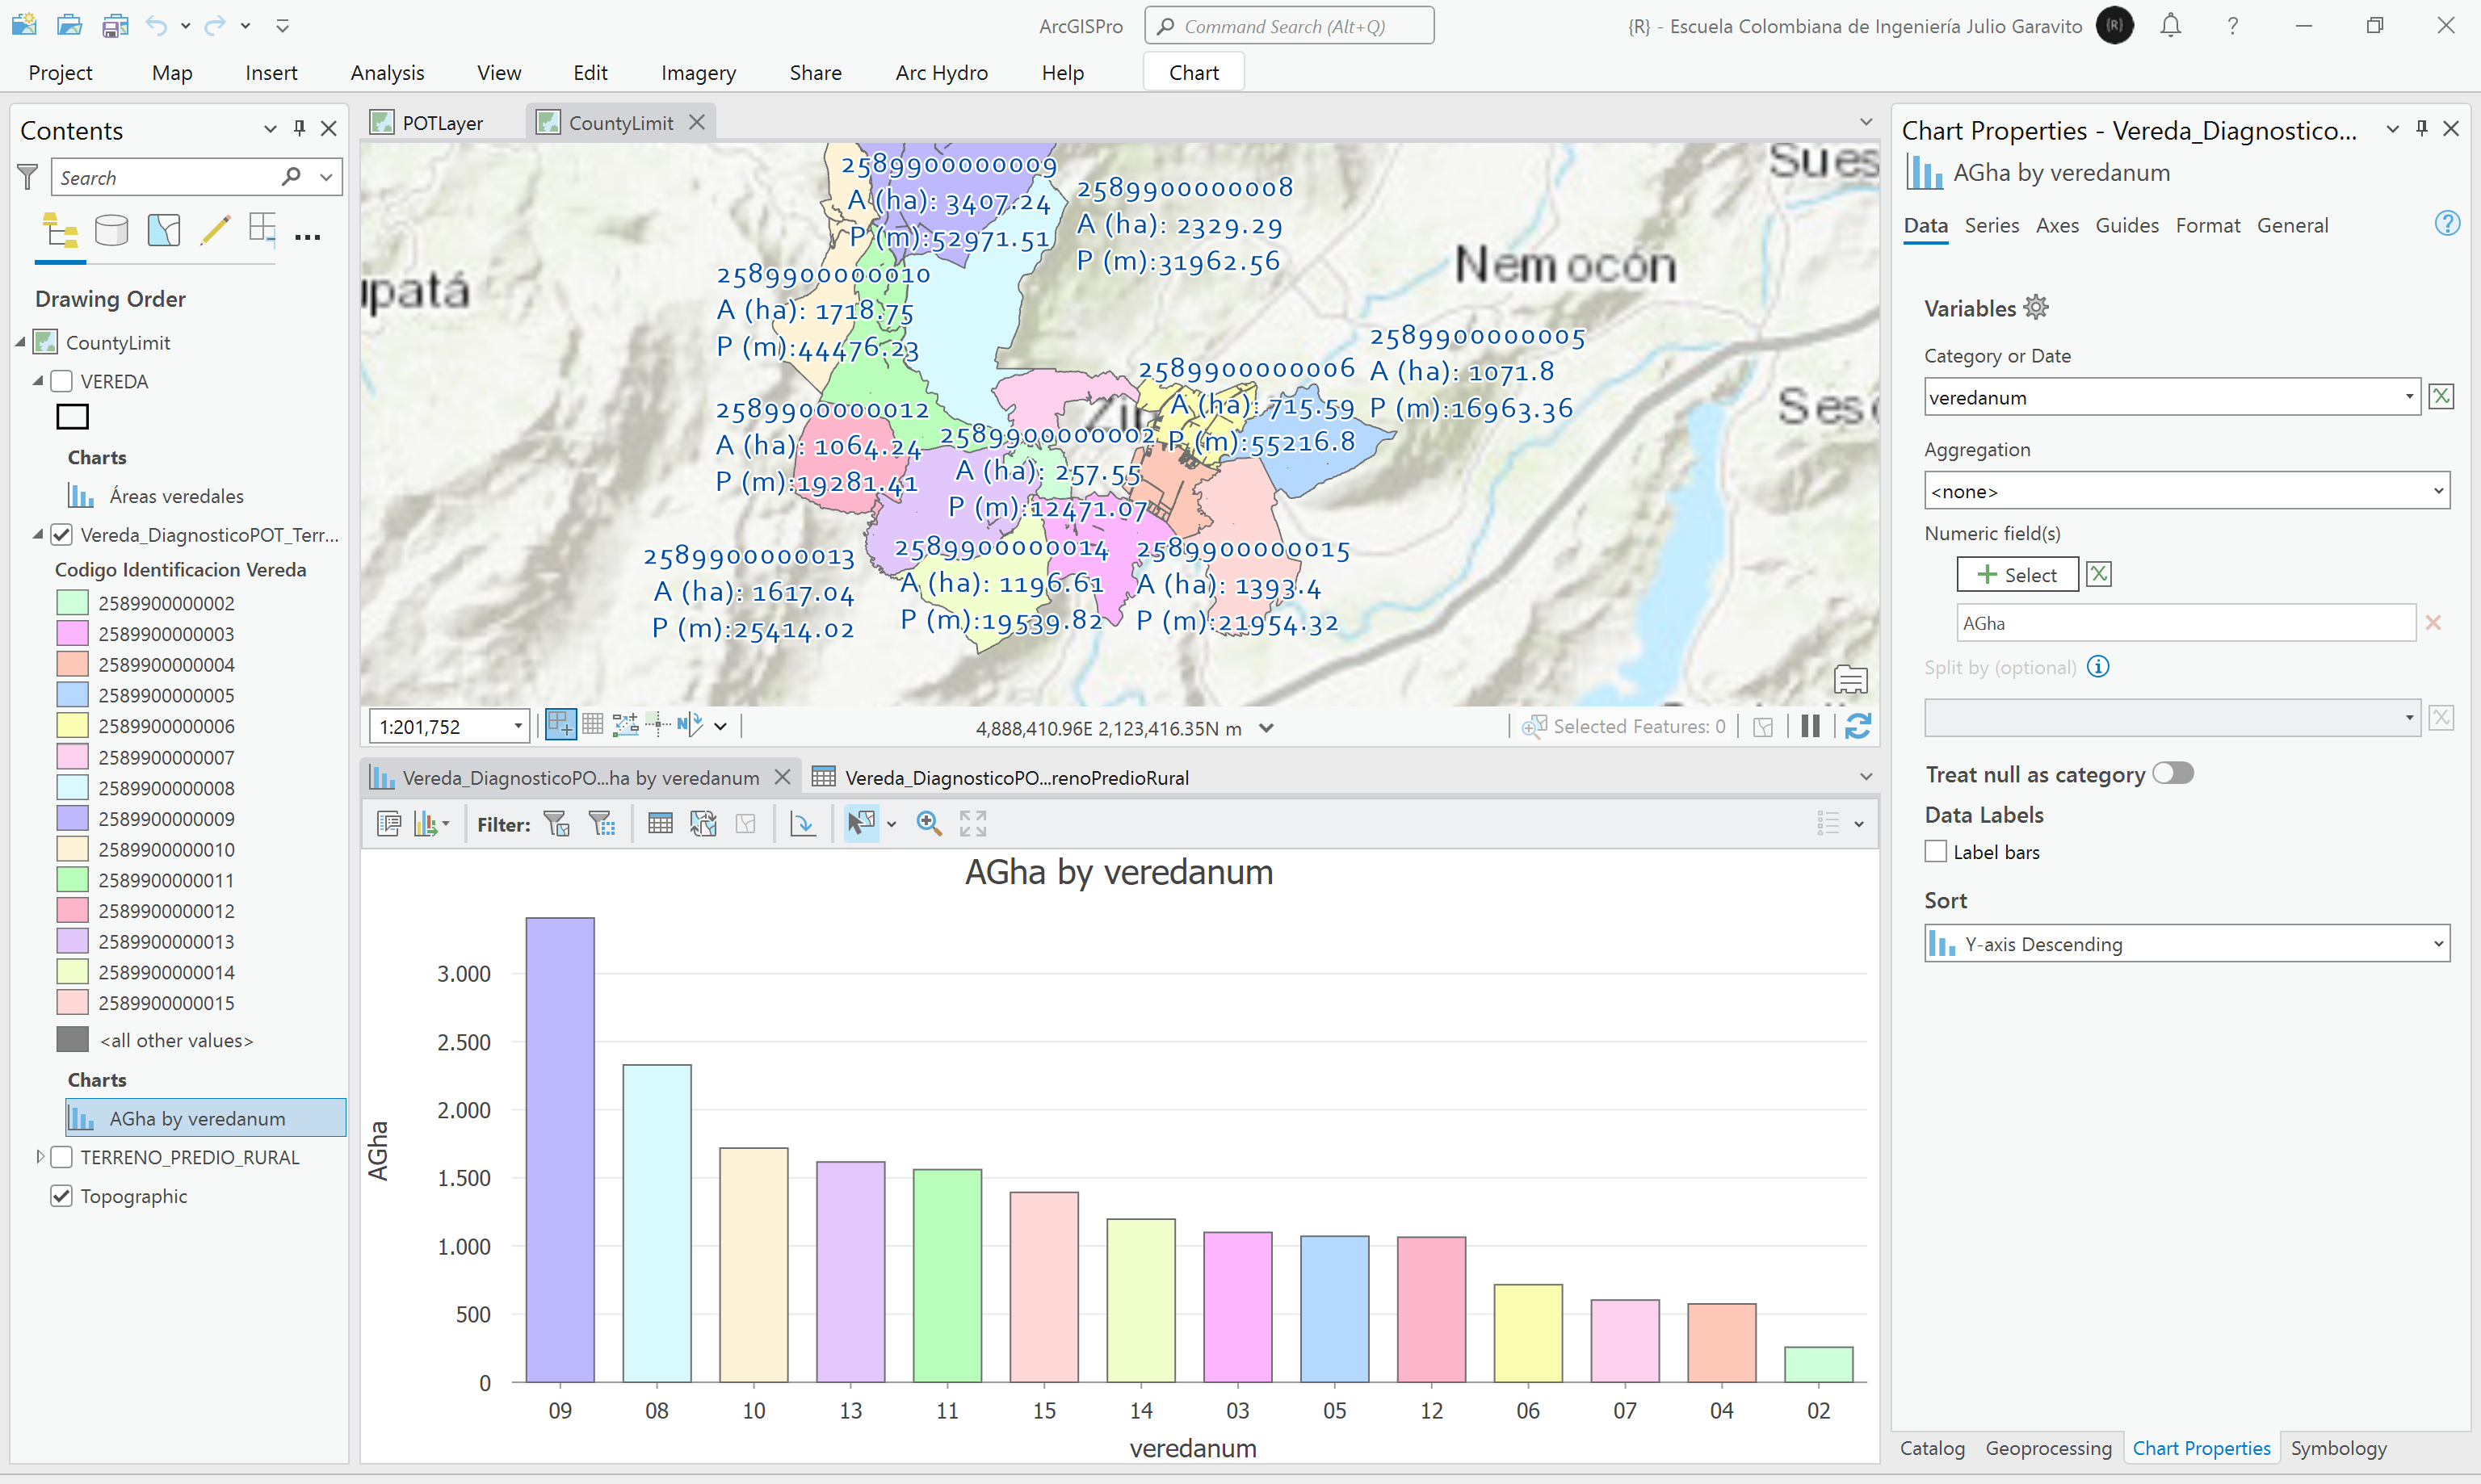 ArcGISPro
Command Search (Alt+Q)
{R} - Escuela Colombiana de Ingeniería Julio Garavito
{R}
?
Project
Map
Insert
Analysis
View
Edit
Imagery
Share
Arc Hydro
Help
Chart
Contents
Search
Drawing Order
CountyLimit
VEREDA
Charts
Áreas veredales
Vereda_DiagnosticoPOT_Terr...
Codigo Identificacion Vereda
2589900000002
2589900000003
2589900000004
2589900000005
2589900000006
2589900000007
2589900000008
2589900000009
2589900000010
2589900000011
2589900000012
2589900000013
2589900000014
2589900000015
<all other values>
Charts
AGha by veredanum
TERRENO_PREDIO_RURAL
Topographic
POTLayer
CountyLimit
Nemocón
2589900000009
A (ha): 3407.24
P (m):52971.51
2589900000008
A (ha): 2329.29
P (m):31962.56
2589900000010
A (ha): 1718.75
P (m):44476.23
2589900000005
A (ha): 1071.8
P (m):16963.36
2589900000006
A (ha): 715.59
P (m):55216.8
2589900000012
A (ha): 1064.24
P (m):19281.41
2589900000002
A (ha): 257.55
P (m):12471.07
2589900000013
A (ha): 1617.04
P (m):25414.02
2589900000014
A (ha): 1196.61
P (m):19539.82
2589900000015
A (ha): 1393.4
P (m):21954.32
1:201,752
4,888,410.96E 2,123,416.35N m
Selected Features: 0
Vereda_DiagnosticoPO...ha by veredanum
Vereda_DiagnosticoPO...renoPredioRural
Filter:
AGha by veredanum
AGha
3.000
2.500
2.000
1.500
1.000
500
0
09 08 10 13 11 15 14 03 05 12 06 07 04 02
veredanum
Chart Properties - Vereda_Diagnostico...
AGha by veredanum
Data
Series
Axes
Guides
Format
General
?
Variables
Category or Date
veredanum
Aggregation
<none>
Numeric field(s)
Select
AGha
Split by (optional)
Treat null as category
Data Labels
Label bars
Sort
Y-axis Descending
Catalog
Geoprocessing
Chart Properties
Symbology